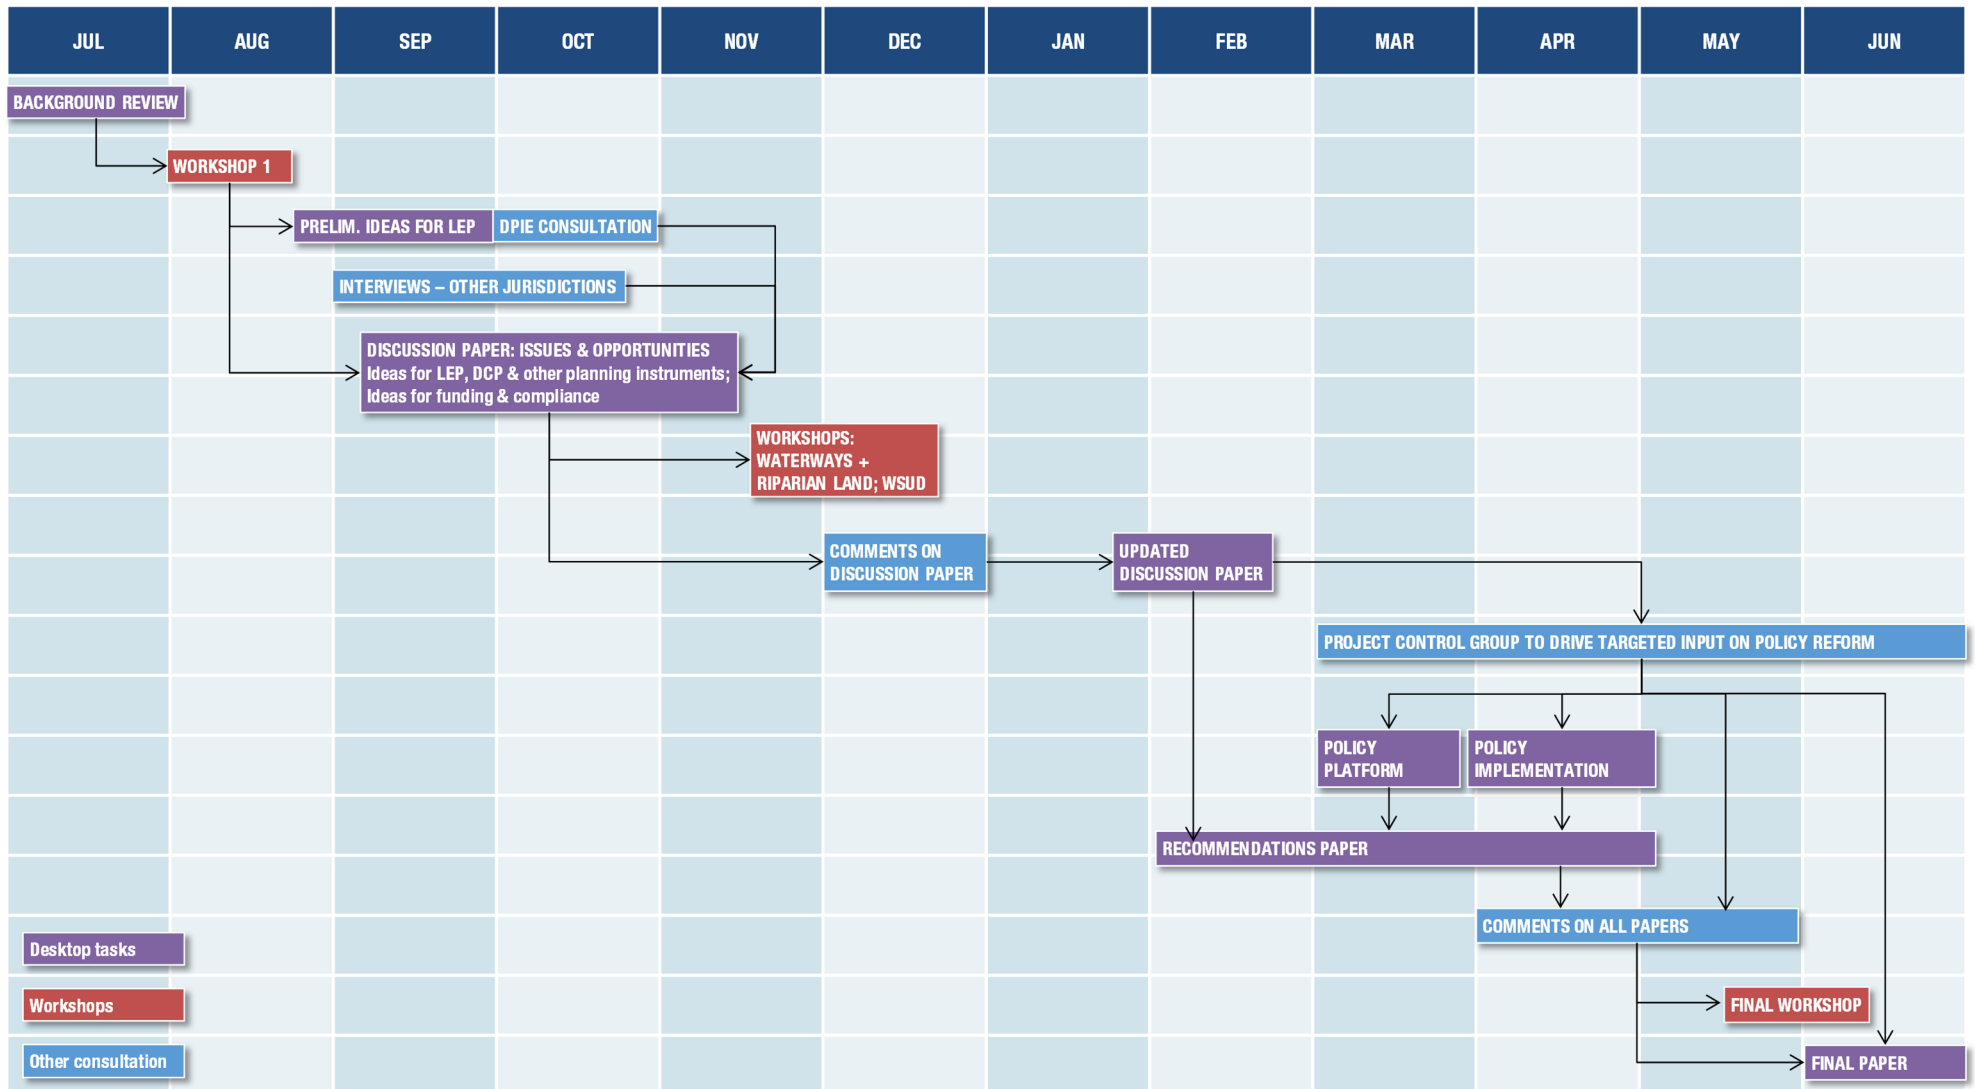 JUL AUG SEP OCT NOV DEC JAN FEB MAR APR MAY JUN
BACKGROUND REVIEW
WORKSHOP 1
PRELIM. IDEAS FOR LEP
DPIE CONSULTATION
INTERVIEWS – OTHER JURISDICTIONS
DISCUSSION PAPER: ISSUES & OPPORTUNITIES
Ideas for LEP, DCP & other planning instruments;
Ideas for funding & compliance
WORKSHOPS:
WATERWAYS +
RIPARIAN LAND; WSUD
COMMENTS ON
DISCUSSION PAPER
UPDATED
DISCUSSION PAPER
PROJECT CONTROL GROUP TO DRIVE TARGETED INPUT ON POLICY REFORM
POLICY
PLATFORM
POLICY
IMPLEMENTATION
RECOMMENDATIONS PAPER
COMMENTS ON ALL PAPERS
Desktop tasks
Workshops
FINAL WORKSHOP
Other consultation
FINAL PAPER